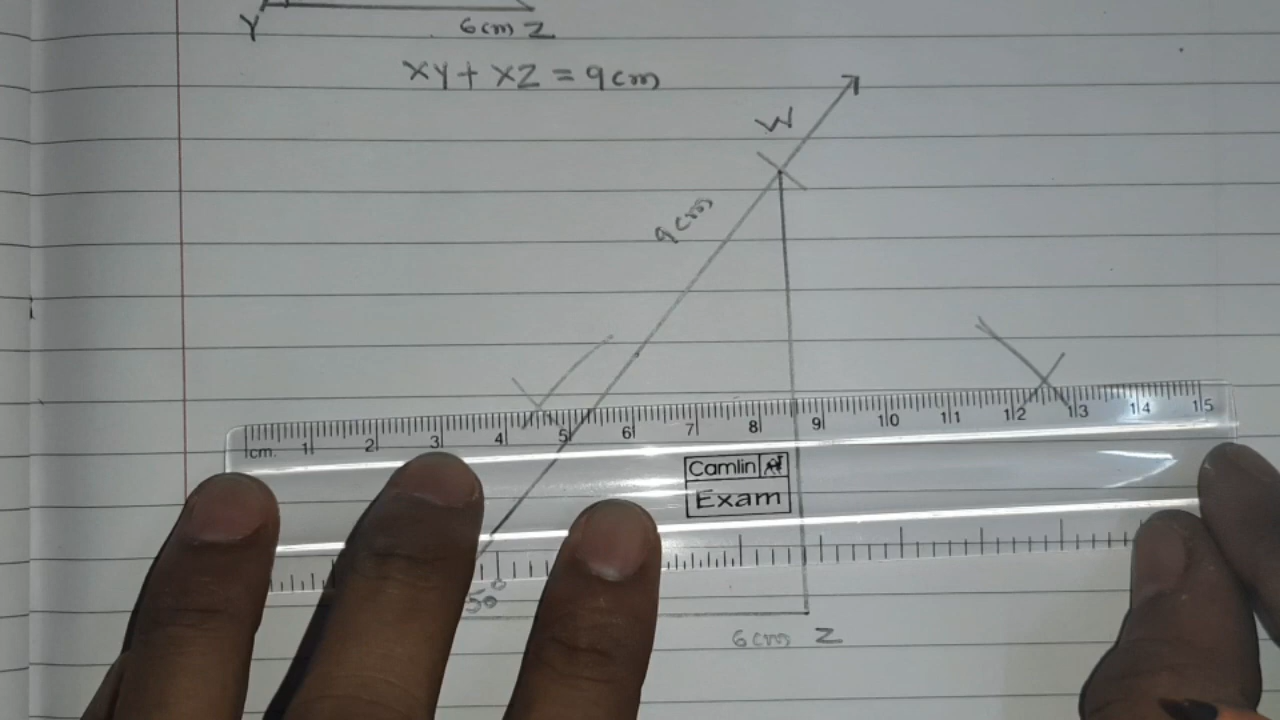 Y 6cm Z
XY + XZ = 9cm
W
9cm
cm. 1 2 3 4 5 6 7 8 9 10 11 12 13 14 15
Camlin
Exam
6cm Z